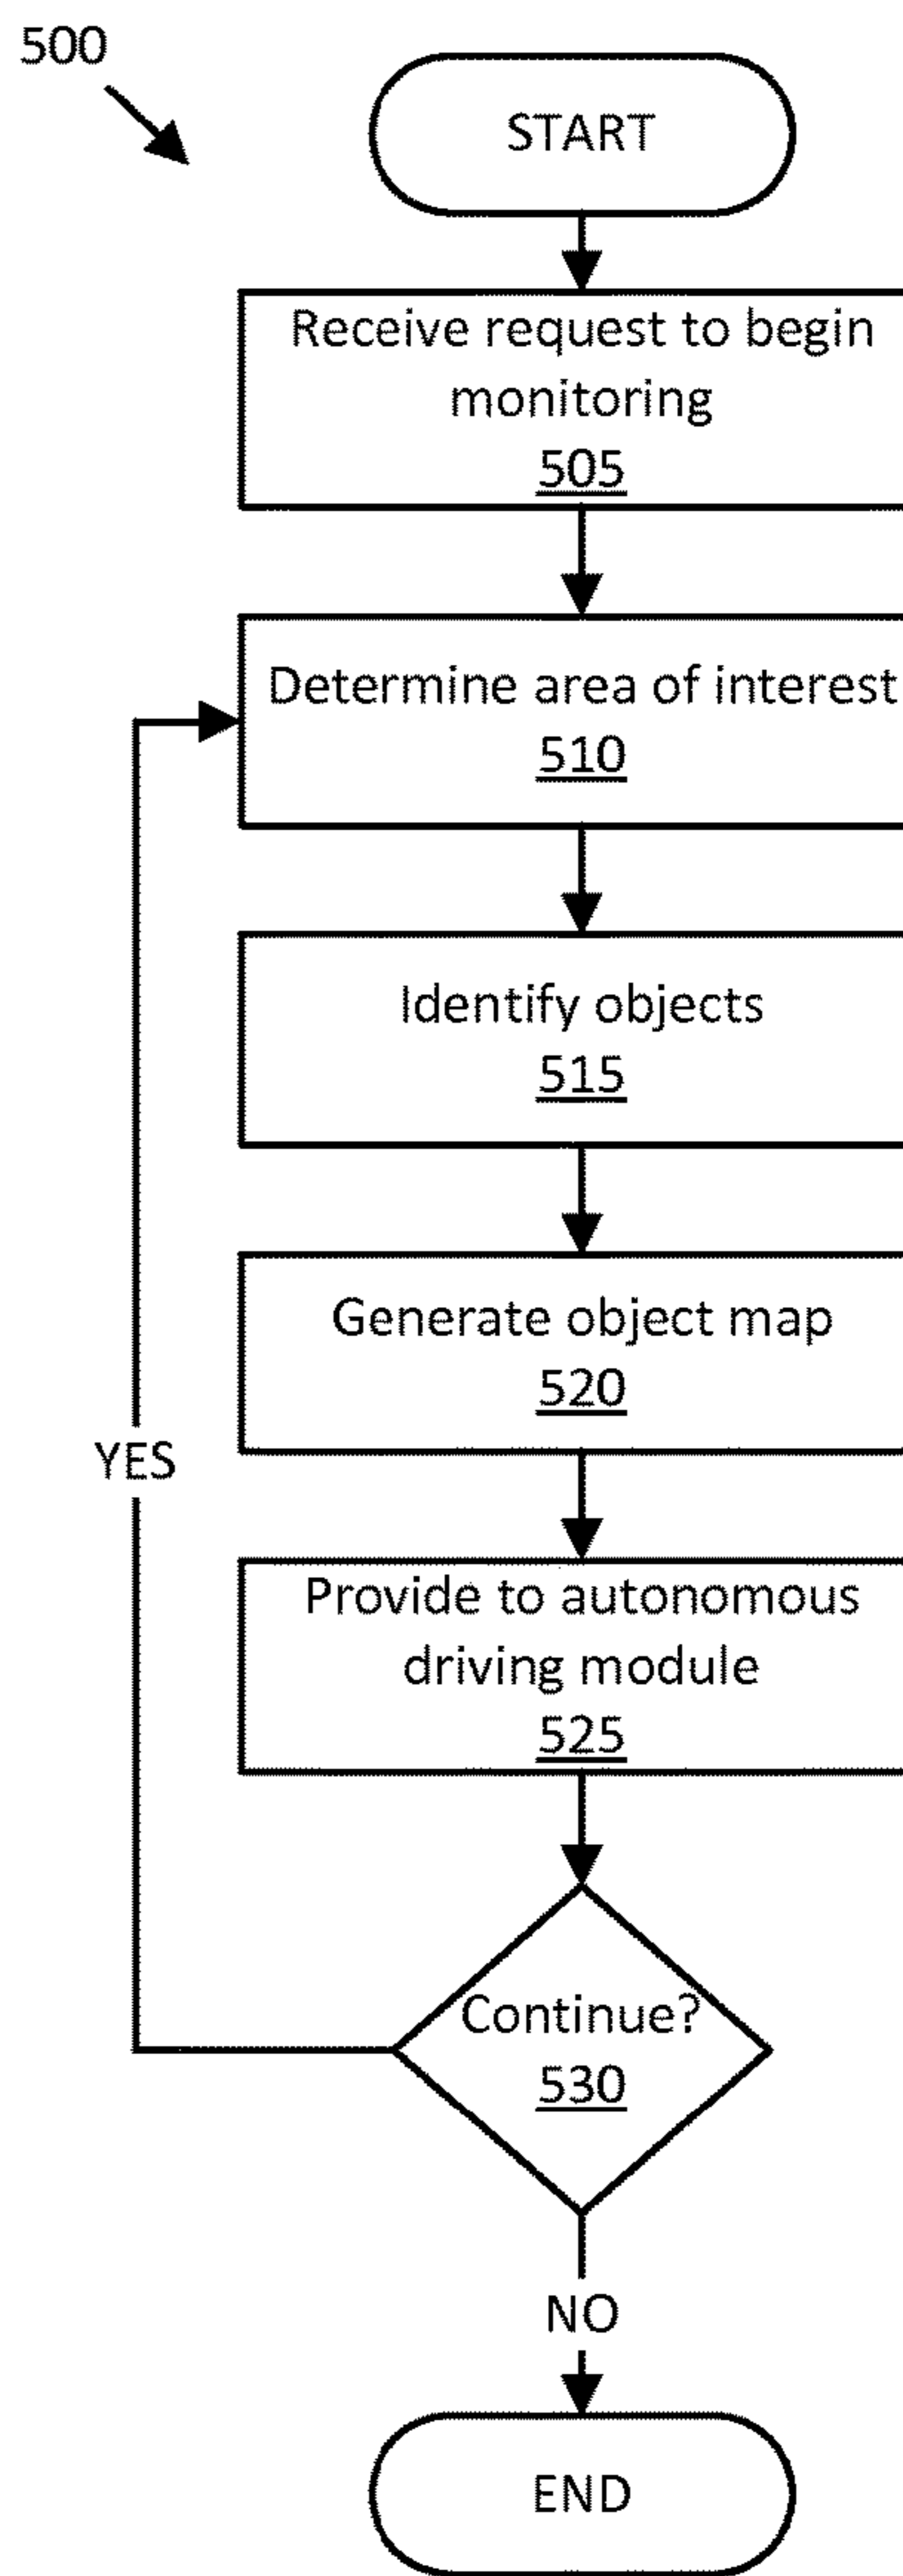 500
START
Receive request to begin
monitoring
505
Determine area of interest
510
Identify objects
515
Generate object map
520
YES
Provide to autonomous
driving module
525
Continue?
530
NO
END